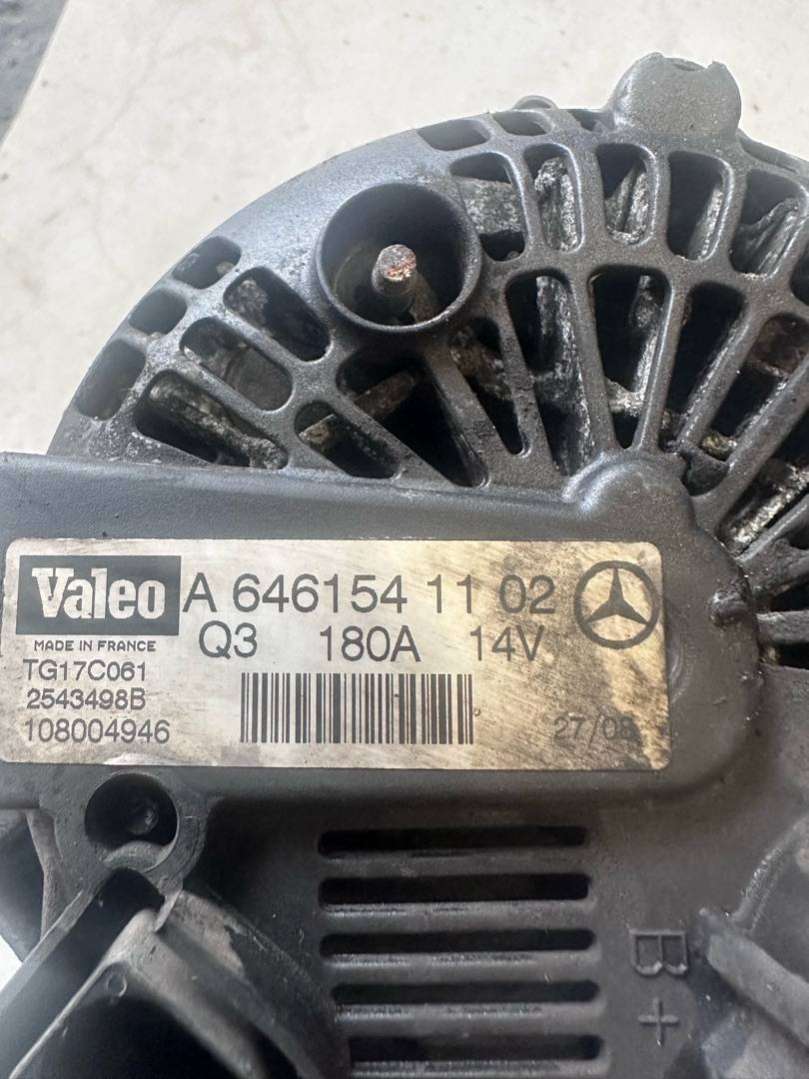 Valeo A 646154 11 02
MADE IN FRANCE Q3 180A 14V
TG17C061
2543498B
108004946 27/08
B+